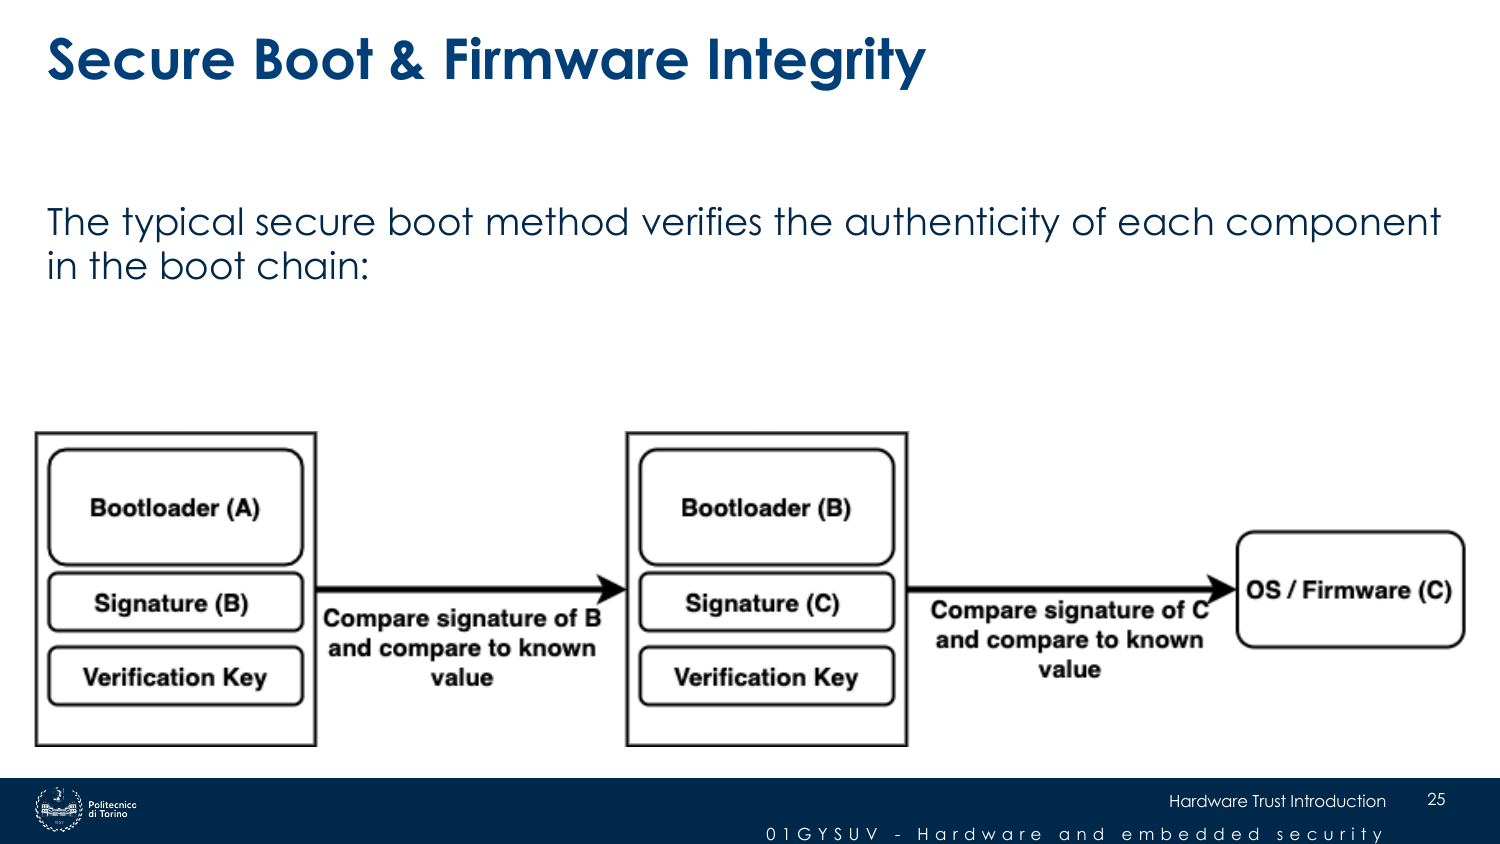 Secure Boot & Firmware Integrity
The typical secure boot method verifies the authenticity of each component
in the boot chain:
Bootloader (A)
Signature (B)
Verification Key
Compare signature of B
and compare to known
value
Bootloader (B)
Signature (C)
Verification Key
Compare signature of C
and compare to known
value
OS / Firmware (C)
Politecnico
di Torino
Hardware Trust Introduction
25
01GYSUV - Hardware and embedded security